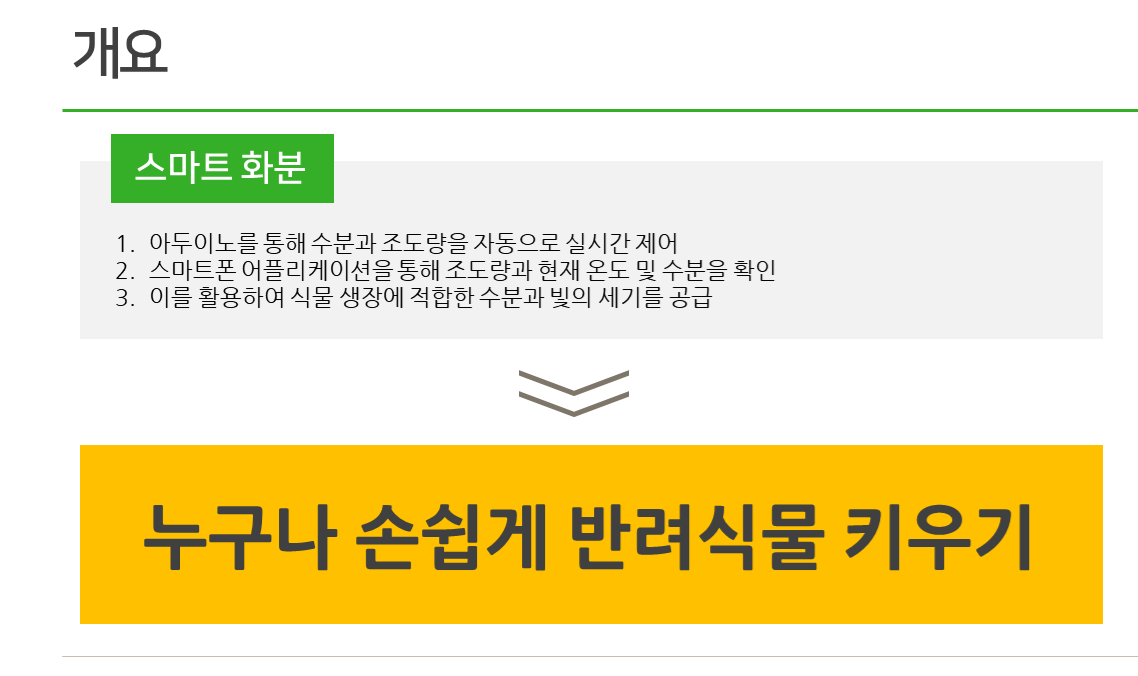 개요
스마트 화분
1. 아두이노를 통해 수분과 조도량을 자동으로 실시간 제어
2. 스마트폰 어플리케이션을 통해 조도량과 현재 온도 및 수분을 확인
3. 이를 활용하여 식물 생장에 적합한 수분과 빛의 세기를 공급
누구나 손쉽게 반려식물 키우기